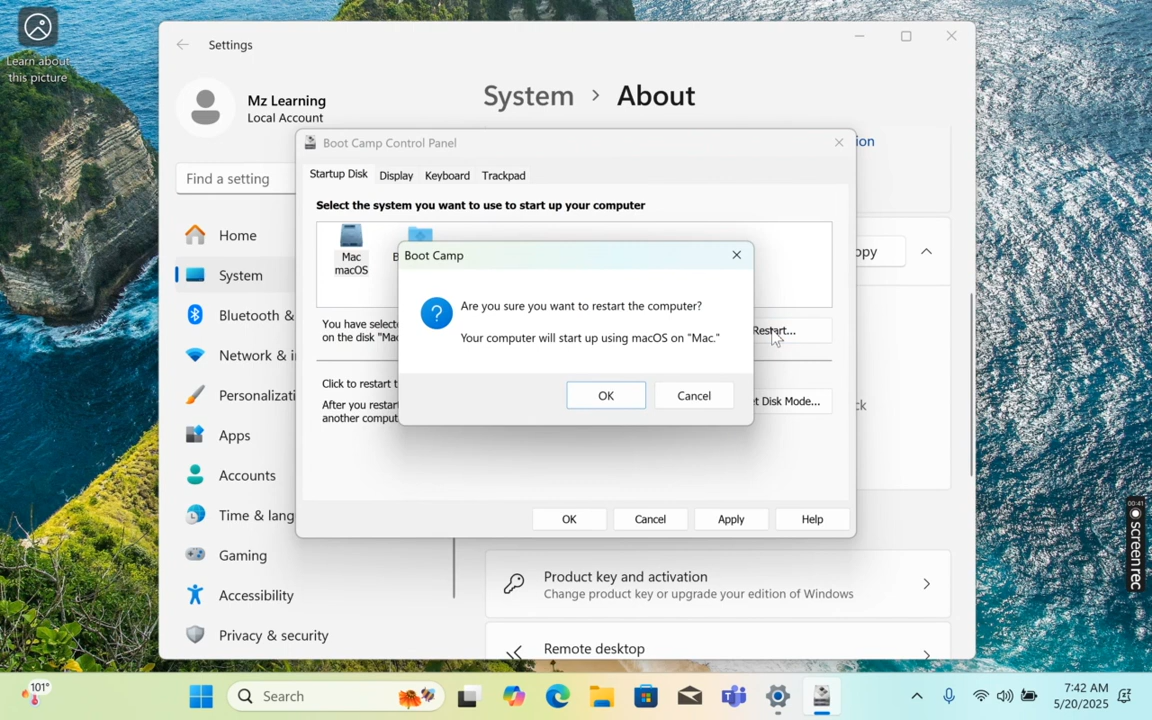 Learn about
this picture
Settings
Mz Learning
Local Account
System > About
Find a setting
Home
System
Bluetooth &
Network & i
Personalizati
Apps
Accounts
Time & lang
Gaming
Accessibility
Privacy & security
Boot Camp Control Panel
Startup Disk
Display
Keyboard
Trackpad
Select the system you want to use to start up your computer
Mac
macOS
You have selecte
on the disk "Mac
Restart...
Click to restart t
After you restar
another comput
t Disk Mode...
OK
Cancel
Apply
Help
Boot Camp
Are you sure you want to restart the computer?
Your computer will start up using macOS on "Mac."
OK
Cancel
ion
opy
ck
Product key and activation
Change product key or upgrade your edition of Windows
Remote desktop
00:41
screenrec
101°
Search
7:42 AM
5/20/2025